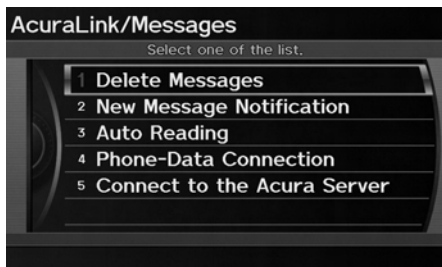 AcuraLink/Messages
Select one of the list.
1 Delete Messages
2 New Message Notification
3 Auto Reading
4 Phone-Data Connection
5 Connect to the Acura Server